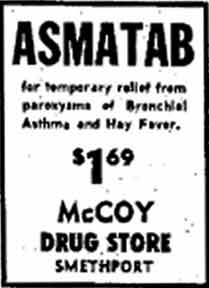 ASMATAB
for temporary relief from
paroxysms of Bronchial
Asthma and Hay Fever.
$1 69
McCOY
DRUG STORE
SMETHPORT